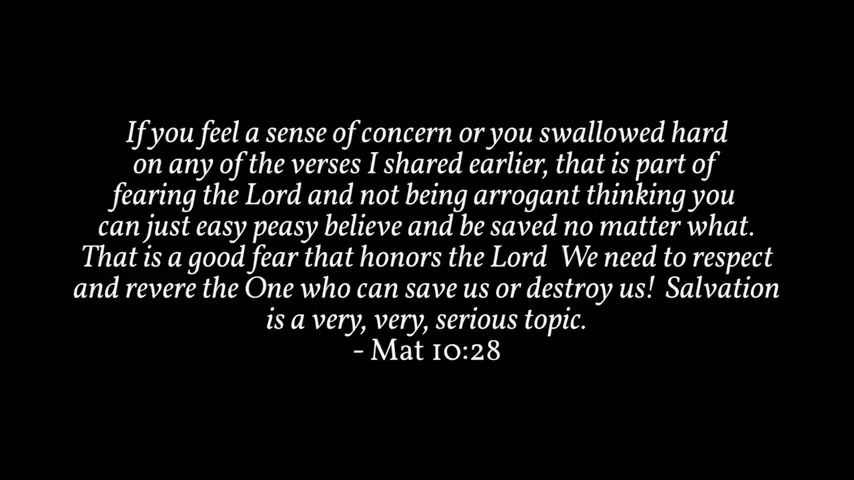 If you feel a sense of concern or you swallowed hard
on any of the verses I shared earlier, that is part of
fearing the Lord and not being arrogant thinking you
can just easy peasy believe and be saved no matter what.
That is a good fear that honors the Lord  We need to respect
and revere the One who can save us or destroy us!  Salvation
is a very, very, serious topic.
- Mat 10:28